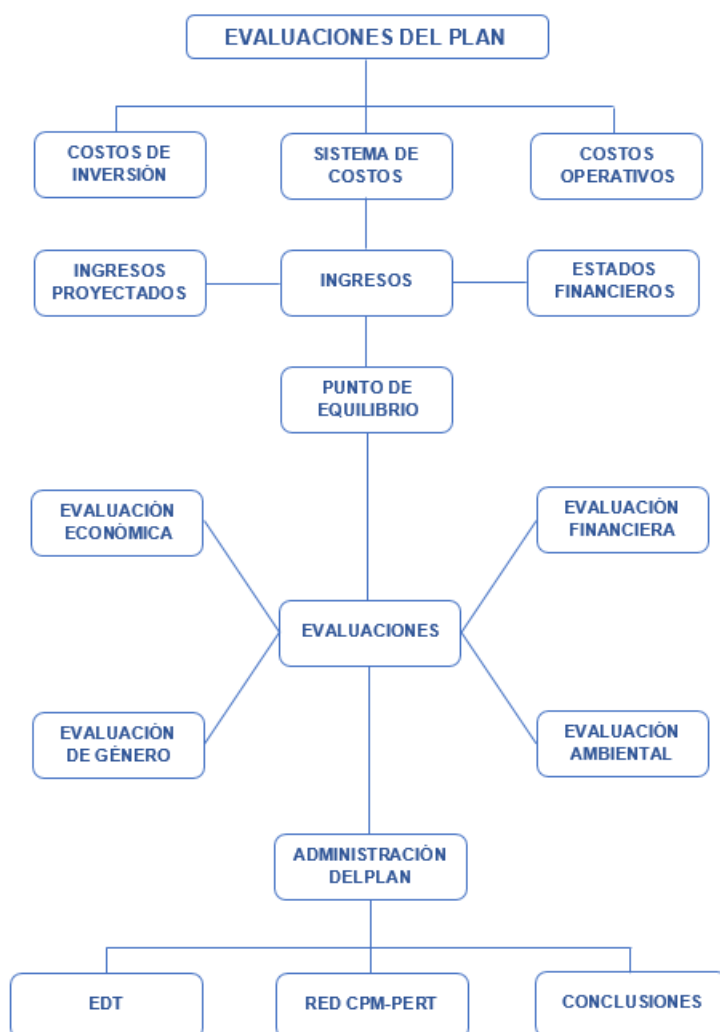 EVALUACIONES DEL PLAN
COSTOS DE
INVERSIÓN
SISTEMA DE
COSTOS
COSTOS
OPERATIVOS
INGRESOS
PROYECTADOS
INGRESOS
ESTADOS
FINANCIEROS
PUNTO DE
EQUILIBRIO
EVALUACIÓN
ECONÓMICA
EVALUACIÓN
FINANCIERA
EVALUACIONES
EVALUACIÓN
DE GÉNERO
EVALUACIÓN
AMBIENTAL
ADMINISTRACIÓN
DELPLAN
EDT
RED CPM-PERT
CONCLUSIONES